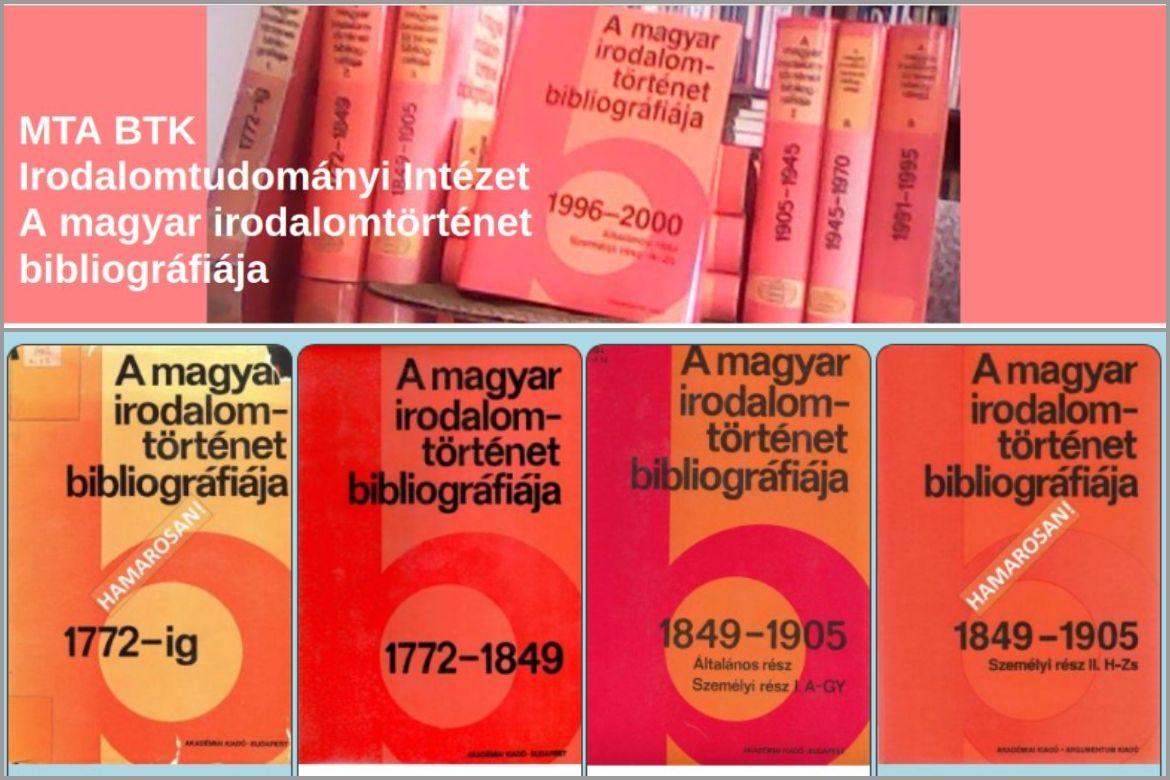 MTA BTK
Irodalomtudományi Intézet
A magyar irodalomtörténet
bibliográfiája
1772-ig
1849-1905
A magyar
irodalom-
történet
bibliográfiája
1996–2000
1905-1945
1945-1970
1991-1995
A magyar
irodalom-
történet
bibliográfiája
HAMAROSAN!
1772–ig
AKADÉMIAI KIADÓ · BUDAPEST
A magyar
irodalom-
történet
bibliográfiája
1772–1849
AKADÉMIAI KIADÓ · BUDAPEST
A magyar
irodalom-
történet
bibliográfiája
1849–1905
Általános rész
Személyi rész I. A-GY
AKADÉMIAI KIADÓ · BUDAPEST
A magyar
irodalom-
történet
bibliográfiája
HAMAROSAN!
1849–1905
Személyi rész II. H-Zs
AKADÉMIAI KIADÓ • ARGUMENTUM KIADÓ